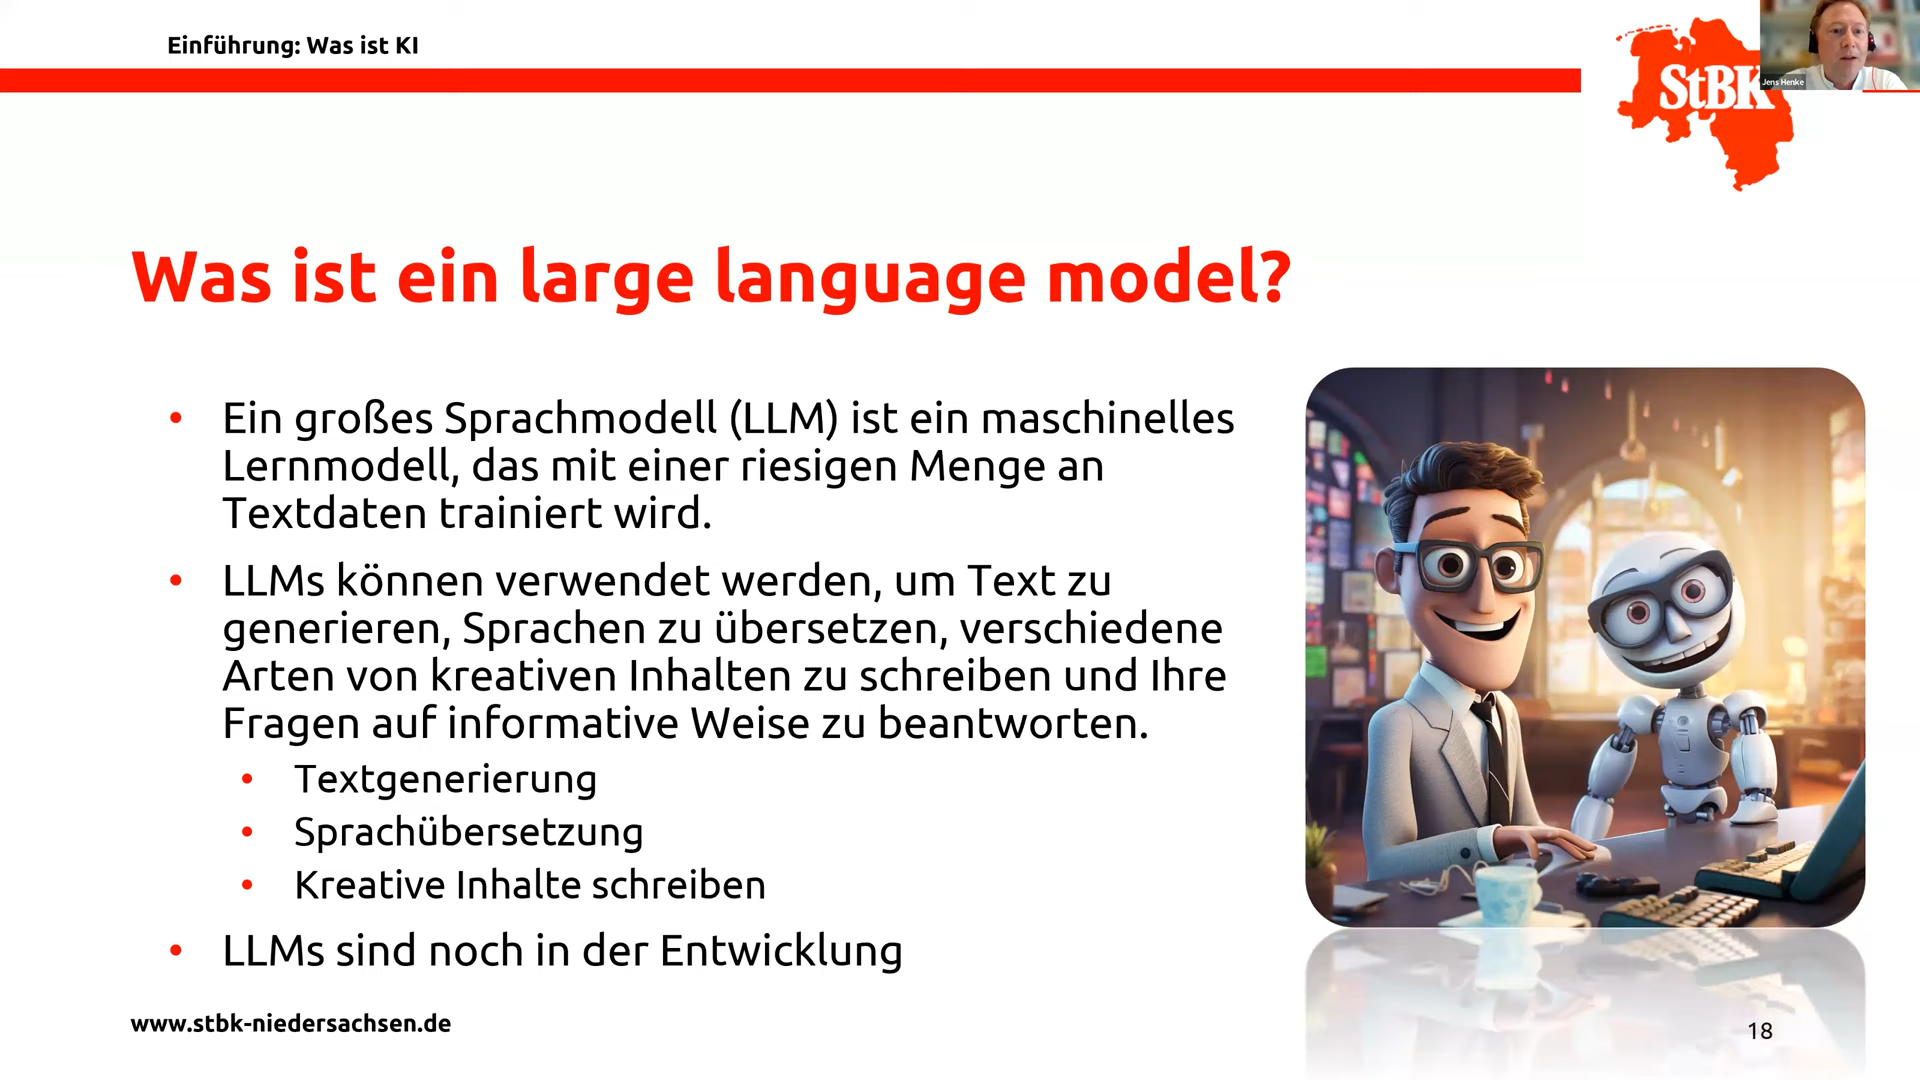 Einführung: Was ist KI
StBK
Jens Henke
Was ist ein large language model?
• Ein großes Sprachmodell (LLM) ist ein maschinelles
Lernmodell, das mit einer riesigen Menge an
Textdaten trainiert wird.
• LLMs können verwendet werden, um Text zu
generieren, Sprachen zu übersetzen, verschiedene
Arten von kreativen Inhalten zu schreiben und Ihre
Fragen auf informative Weise zu beantworten.
• Textgenerierung
• Sprachübersetzung
• Kreative Inhalte schreiben
• LLMs sind noch in der Entwicklung
www.stbk-niedersachsen.de
18